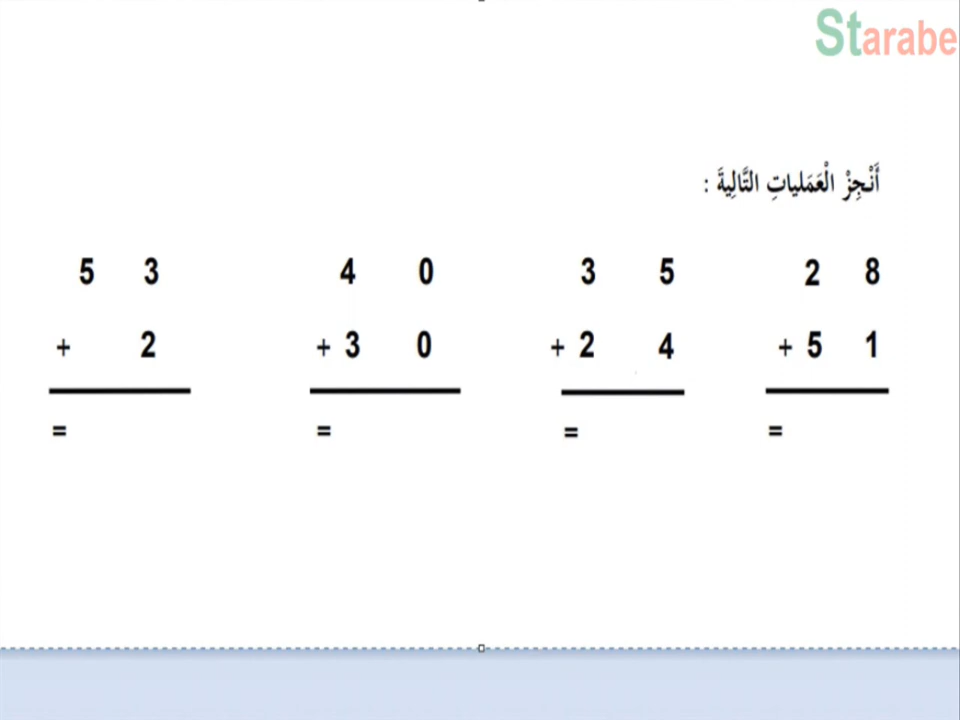 Starabe
أَنْجِزْ الْعَمَلياتِ التَّالِيةَ :
5 3 4 0 3 5 2 8
+ 2 + 3 0 + 2 4 + 5 1
= = = =